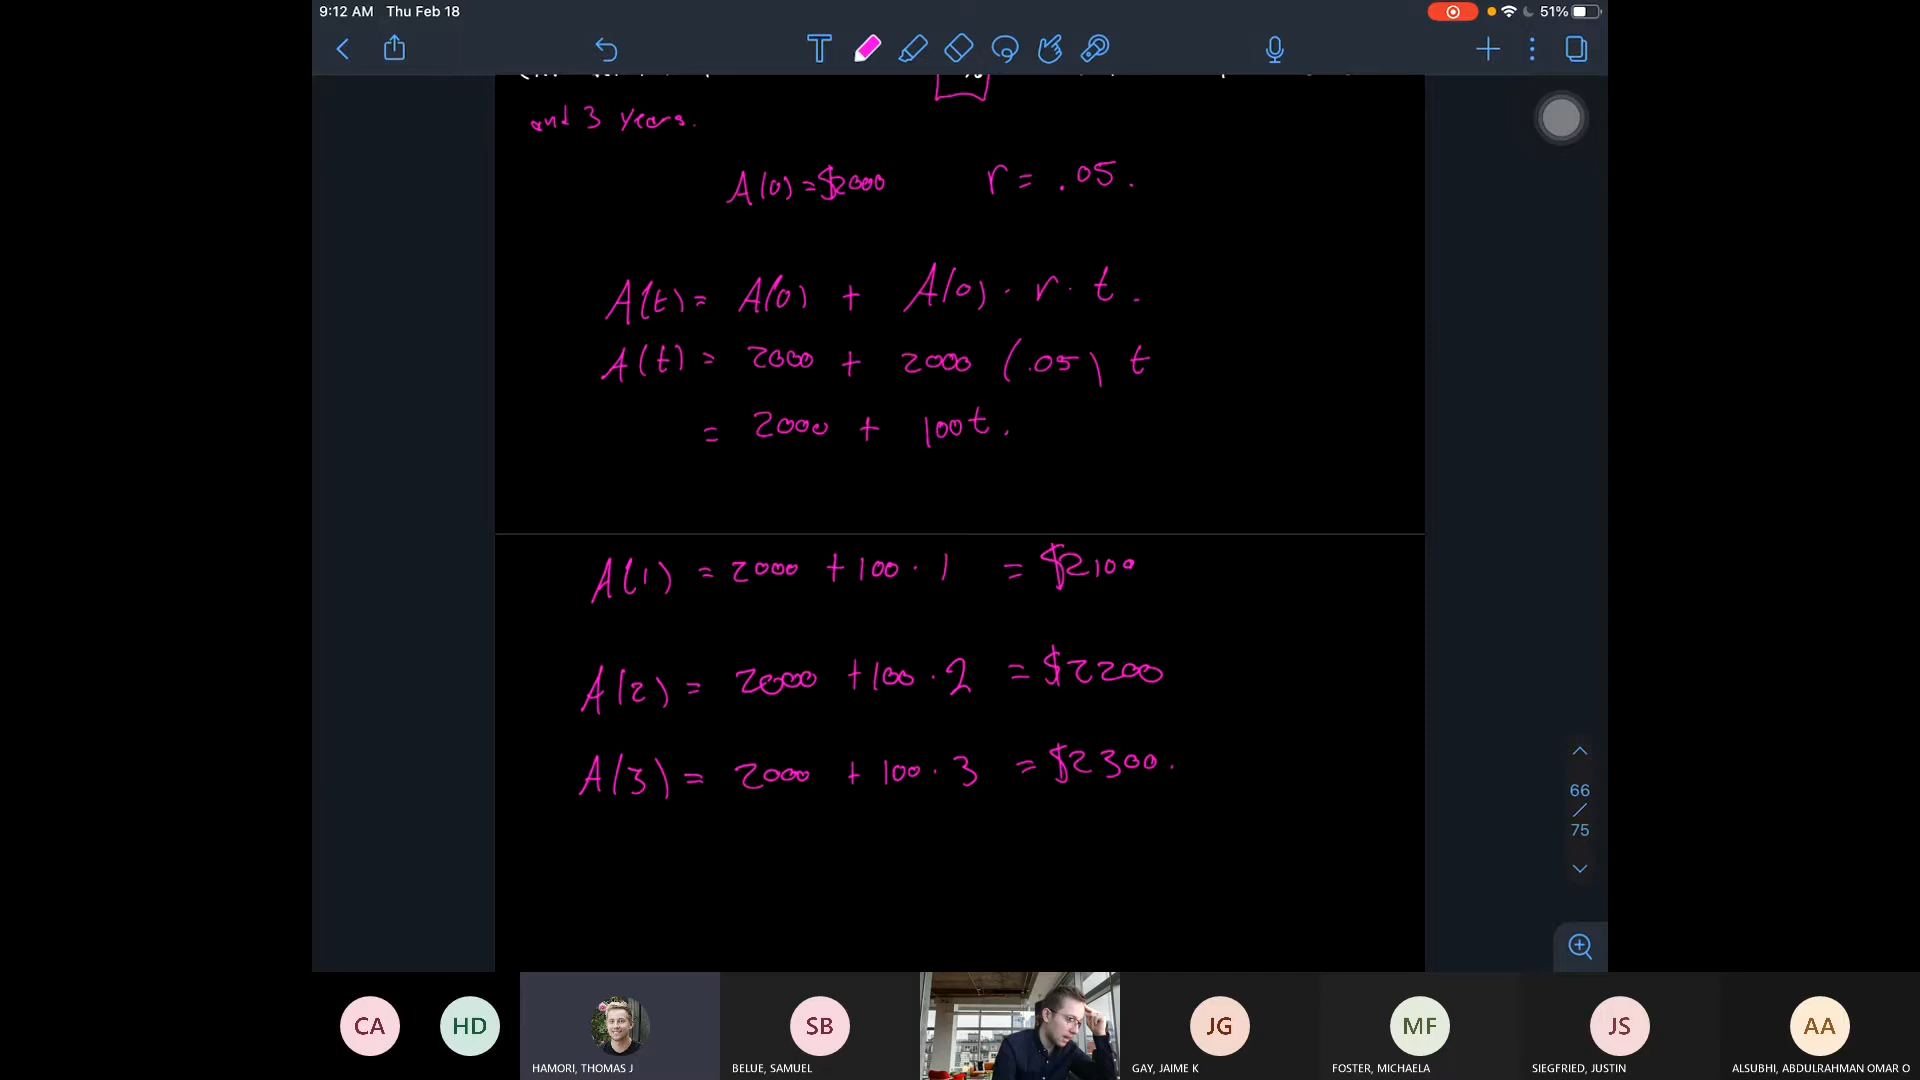 9:12 AM Thu Feb 18
51%
and 3 years.
A(0) = $2000 r = .05.
A(t) = A(0) + A(0) · r · t.
A(t) = 2000 + 2000 (.05) t
= 2000 + 100t.
A(1) = 2000 + 100 · 1 = $2100
A(2) = 2000 + 100 · 2 = $2200
A(3) = 2000 + 100 · 3 = $2300.
66
/
75
CA
HD
SB
JG
MF
JS
AA
HAMORI, THOMAS J
BELUE, SAMUEL
GAY, JAIME K
FOSTER, MICHAELA
SIEGFRIED, JUSTIN
ALSUBHI, ABDULRAHMAN OMAR O